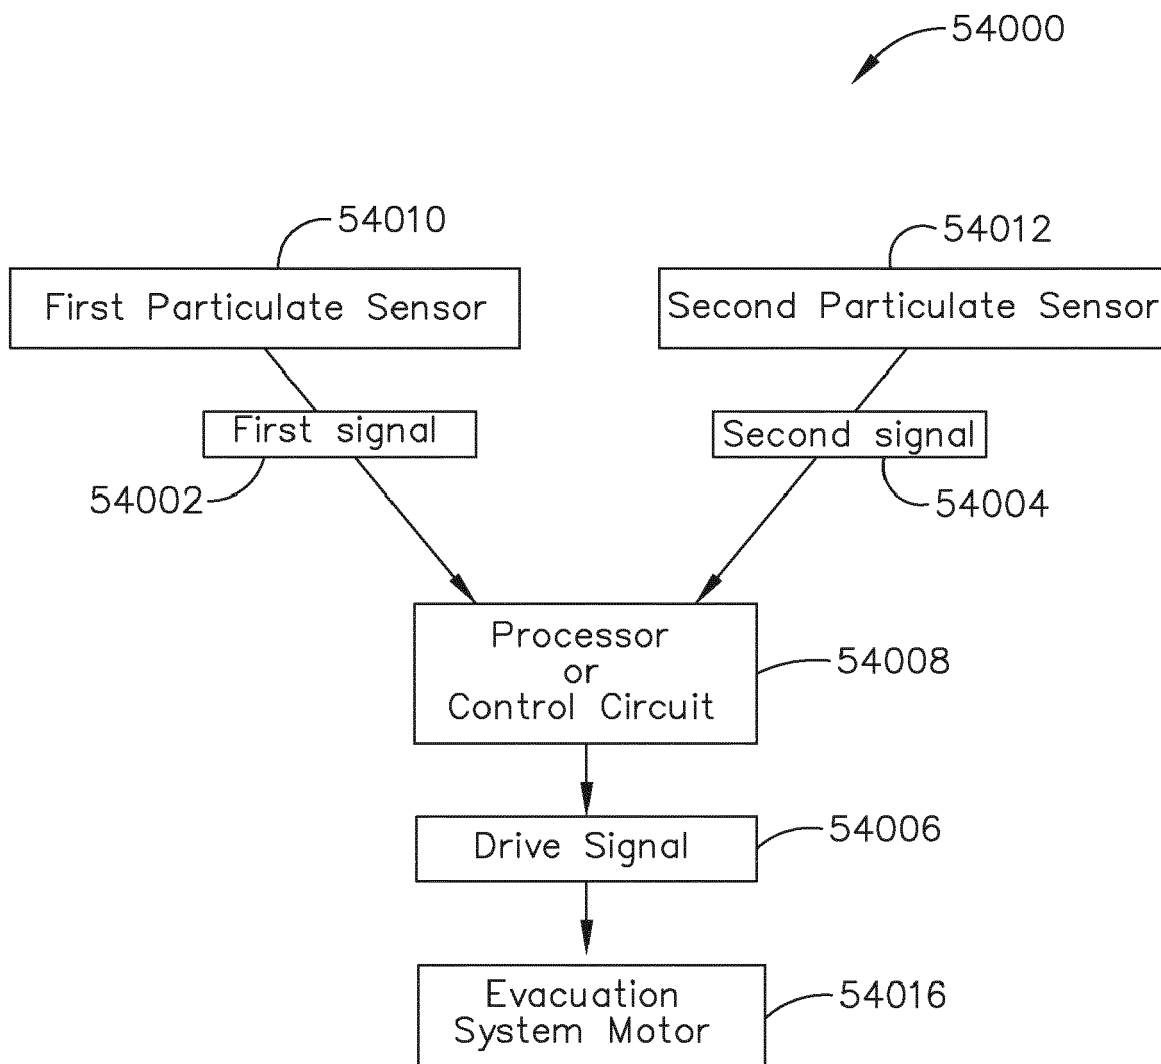 54000
54010
54012
First Particulate Sensor
Second Particulate Sensor
First signal
Second signal
54002
54004
Processor
or
Control Circuit
54008
Drive Signal
54006
Evacuation
System Motor
54016